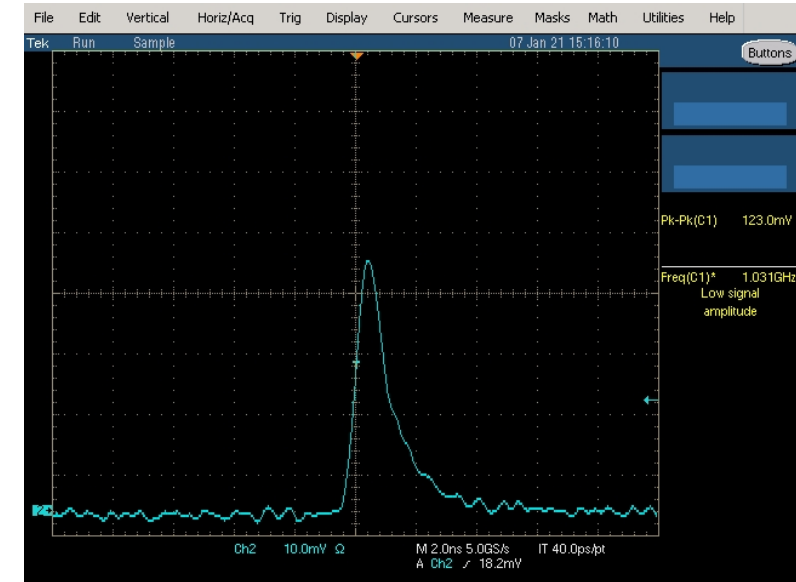 File Edit Vertical Horiz/Acq Trig Display Cursors Measure Masks Math Utilities Help
Tek Run Sample 07 Jan 21 15:16:10
Buttons
Pk-Pk(C1) 123.0mV
Freq(C1)* 1.031GHz
Low signal
amplitude
2
Ch2 10.0mV Ω M 2.0ns 5.0GS/s IT 40.0ps/pt
A Ch2 ∕ 18.2mV